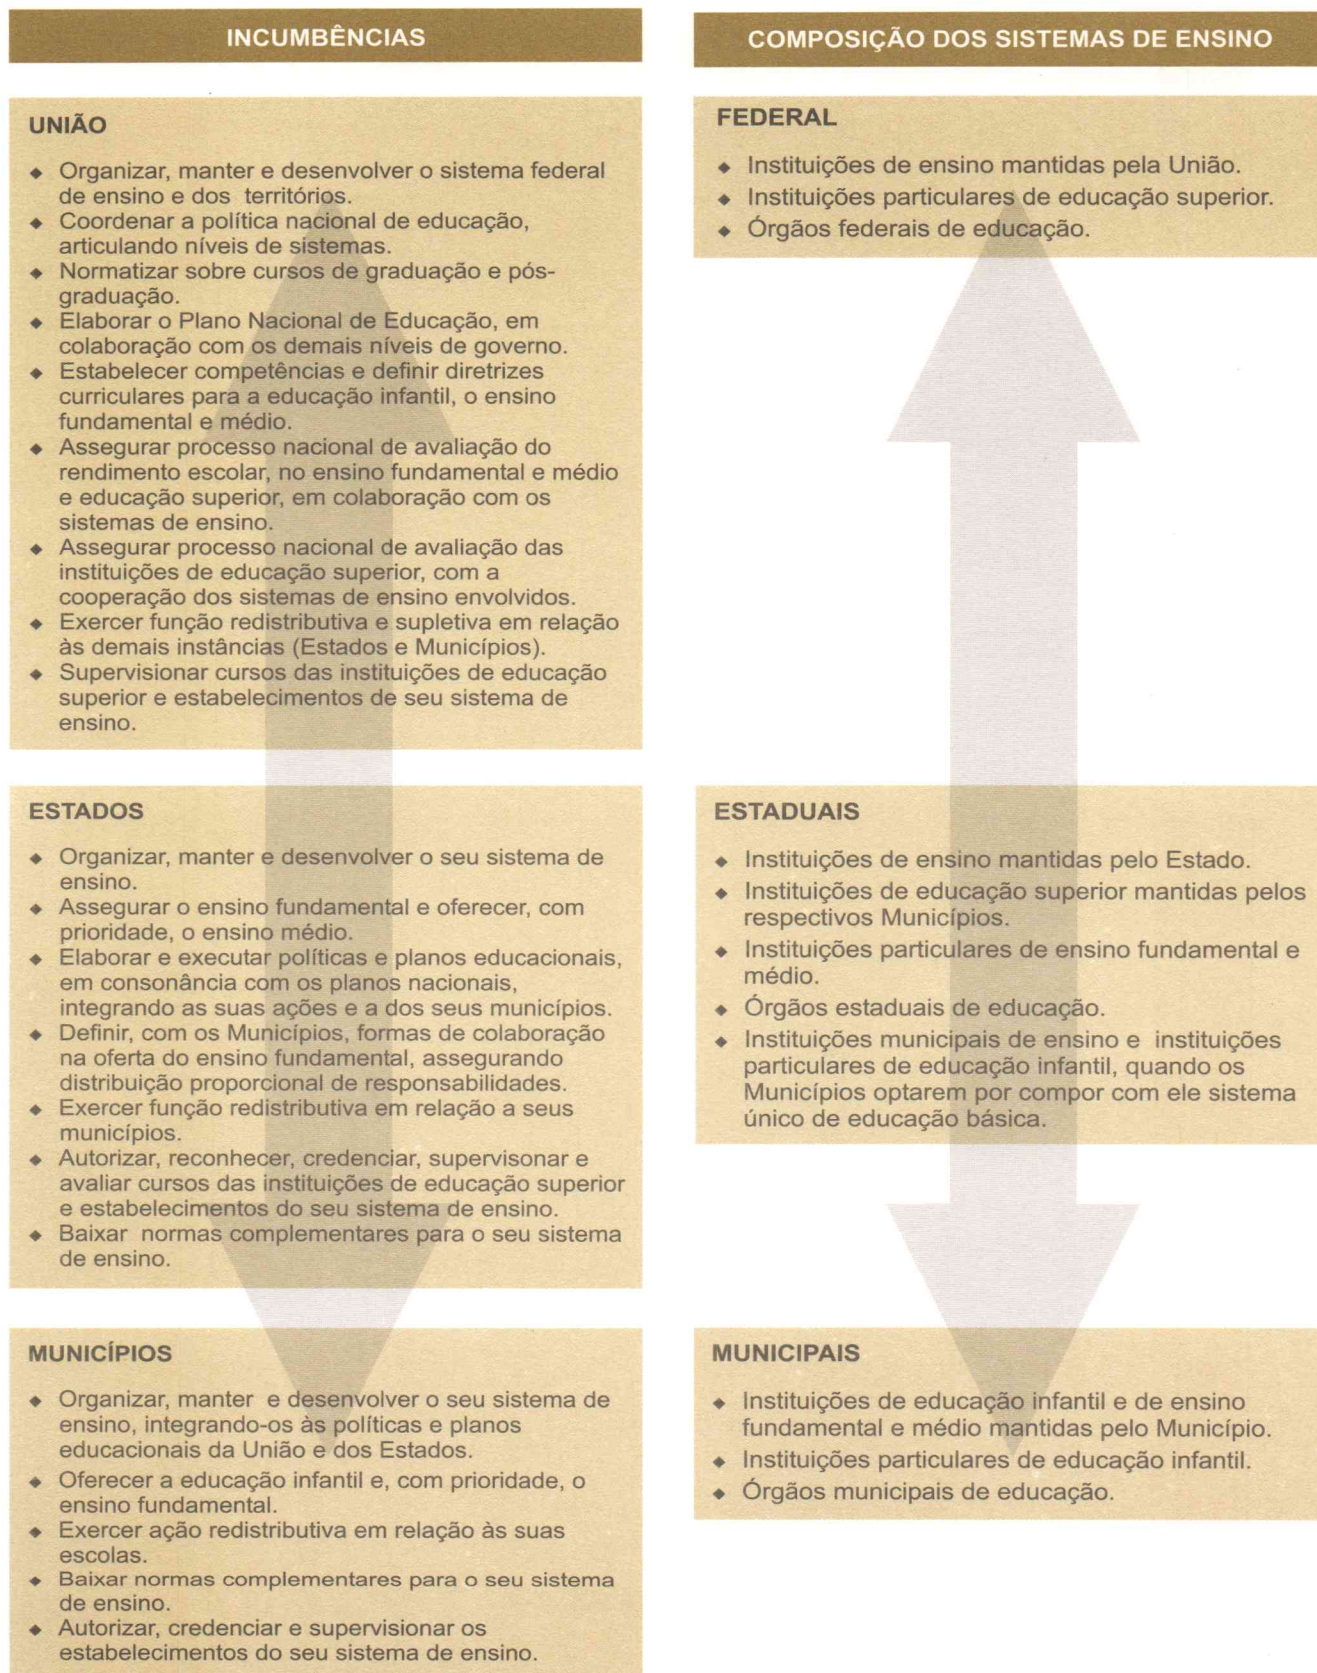 INCUMBÊNCIAS
UNIÃO
◆ Organizar, manter e desenvolver o sistema federal
de ensino e dos territórios.
◆ Coordenar a política nacional de educação,
articulando níveis de sistemas.
◆ Normatizar sobre cursos de graduação e pós-
graduação.
◆ Elaborar o Plano Nacional de Educação, em
colaboração com os demais níveis de governo.
◆ Estabelecer competências e definir diretrizes
curriculares para a educação infantil, o ensino
fundamental e médio.
◆ Assegurar processo nacional de avaliação do
rendimento escolar, no ensino fundamental e médio
e educação superior, em colaboração com os
sistemas de ensino.
◆ Assegurar processo nacional de avaliação das
instituições de educação superior, com a
cooperação dos sistemas de ensino envolvidos.
◆ Exercer função redistributiva e supletiva em relação
às demais instâncias (Estados e Municípios).
◆ Supervisionar cursos das instituições de educação
superior e estabelecimentos de seu sistema de
ensino.
ESTADOS
◆ Organizar, manter e desenvolver o seu sistema de
ensino.
◆ Assegurar o ensino fundamental e oferecer, com
prioridade, o ensino médio.
◆ Elaborar e executar políticas e planos educacionais,
em consonância com os planos nacionais,
integrando as suas ações e a dos seus municípios.
◆ Definir, com os Municípios, formas de colaboração
na oferta do ensino fundamental, assegurando
distribuição proporcional de responsabilidades.
◆ Exercer função redistributiva em relação a seus
municípios.
◆ Autorizar, reconhecer, credenciar, supervisonar e
avaliar cursos das instituições de educação superior
e estabelecimentos do seu sistema de ensino.
◆ Baixar normas complementares para o seu sistema
de ensino.
MUNICÍPIOS
◆ Organizar, manter e desenvolver o seu sistema de
ensino, integrando-os às políticas e planos
educacionais da União e dos Estados.
◆ Oferecer a educação infantil e, com prioridade, o
ensino fundamental.
◆ Exercer ação redistributiva em relação às suas
escolas.
◆ Baixar normas complementares para o seu sistema
de ensino.
◆ Autorizar, credenciar e supervisionar os
estabelecimentos do seu sistema de ensino.
COMPOSIÇÃO DOS SISTEMAS DE ENSINO
FEDERAL
◆ Instituições de ensino mantidas pela União.
◆ Instituições particulares de educação superior.
◆ Órgãos federais de educação.
ESTADUAIS
◆ Instituições de ensino mantidas pelo Estado.
◆ Instituições de educação superior mantidas pelos
respectivos Municípios.
◆ Instituições particulares de ensino fundamental e
médio.
◆ Órgãos estaduais de educação.
◆ Instituições municipais de ensino e instituições
particulares de educação infantil, quando os
Municípios optarem por compor com ele sistema
único de educação básica.
MUNICIPAIS
◆ Instituições de educação infantil e de ensino
fundamental e médio mantidas pelo Município.
◆ Instituições particulares de educação infantil.
◆ Órgãos municipais de educação.